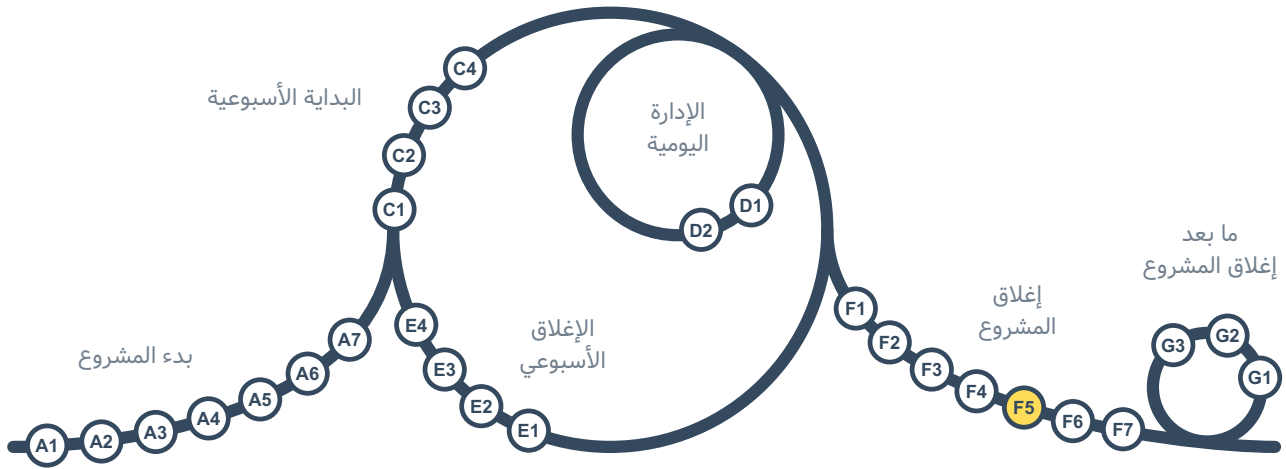 البداية الأسبوعية
الإدارة
اليومية
ما بعد
إغلاق المشروع
إغلاق
المشروع
الإغلاق
الأسبوعي
بدء المشروع
A1
A2
A3
A4
A5
A6
A7
C1
C2
C3
C4
D1
D2
E1
E2
E3
E4
F1
F2
F3
F4
F5
F6
F7
G1
G2
G3